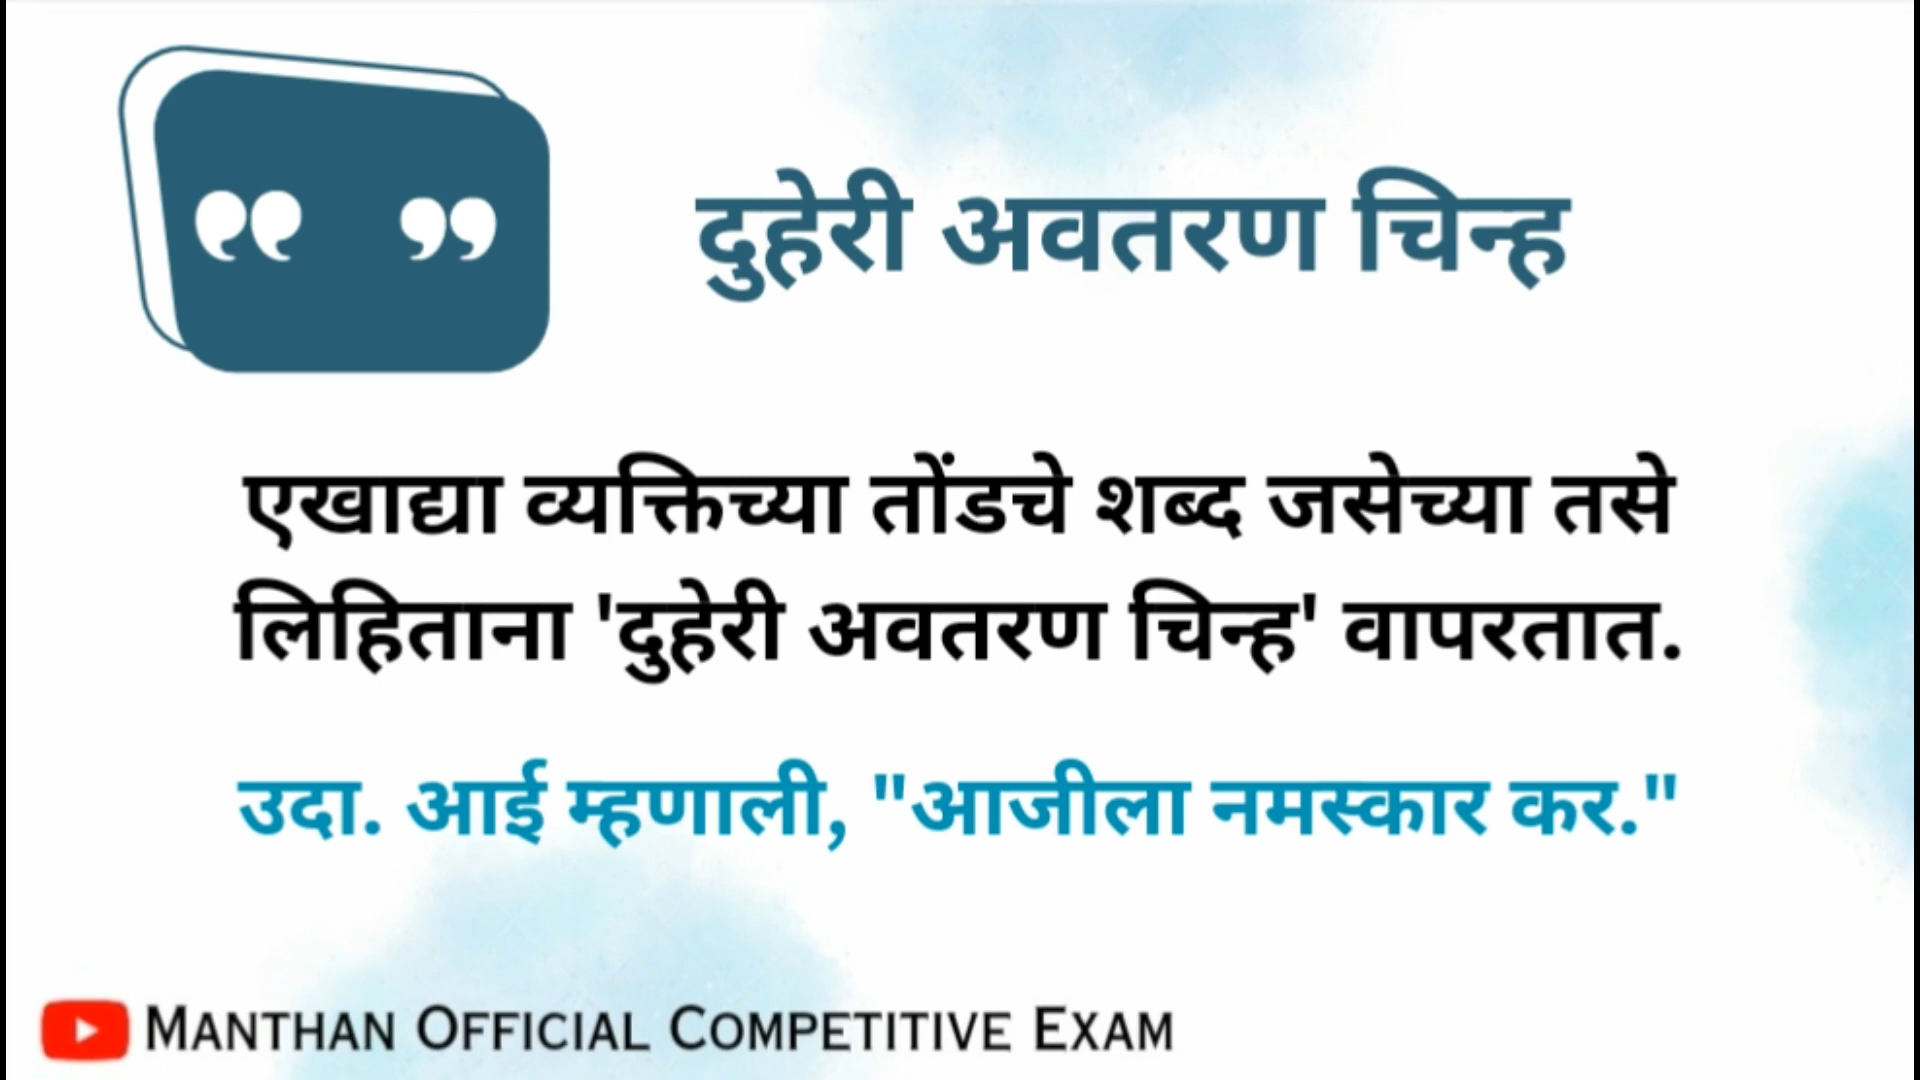 “ ”
दुहेरी अवतरण चिन्ह
एखाद्या व्यक्तिच्या तोंडचे शब्द जसेच्या तसे
लिहिताना 'दुहेरी अवतरण चिन्ह' वापरतात.
उदा. आई म्हणाली, "आजीला नमस्कार कर."
MANTHAN OFFICIAL COMPETITIVE EXAM